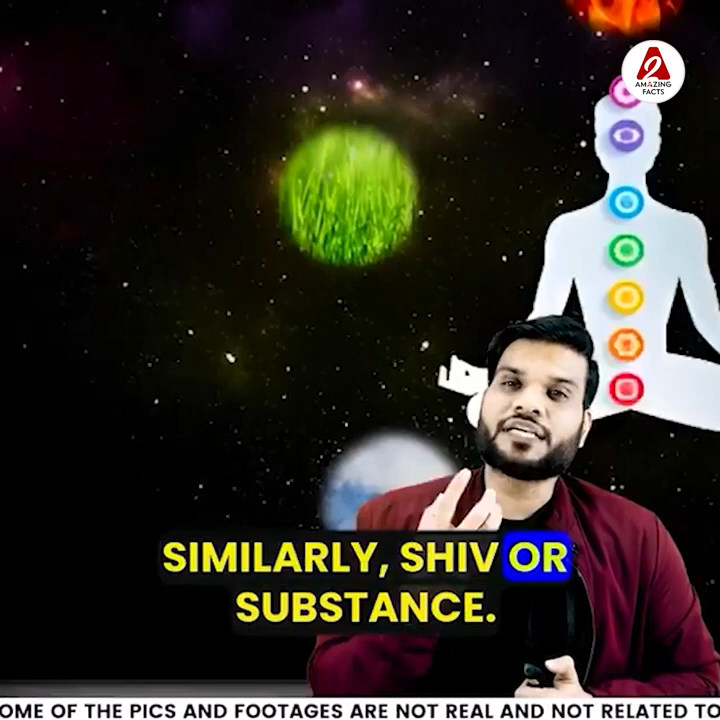 AMAZING
FACTS
SIMILARLY, SHIV OR
SUBSTANCE.
OME OF THE PICS AND FOOTAGES ARE NOT REAL AND NOT RELATED TO